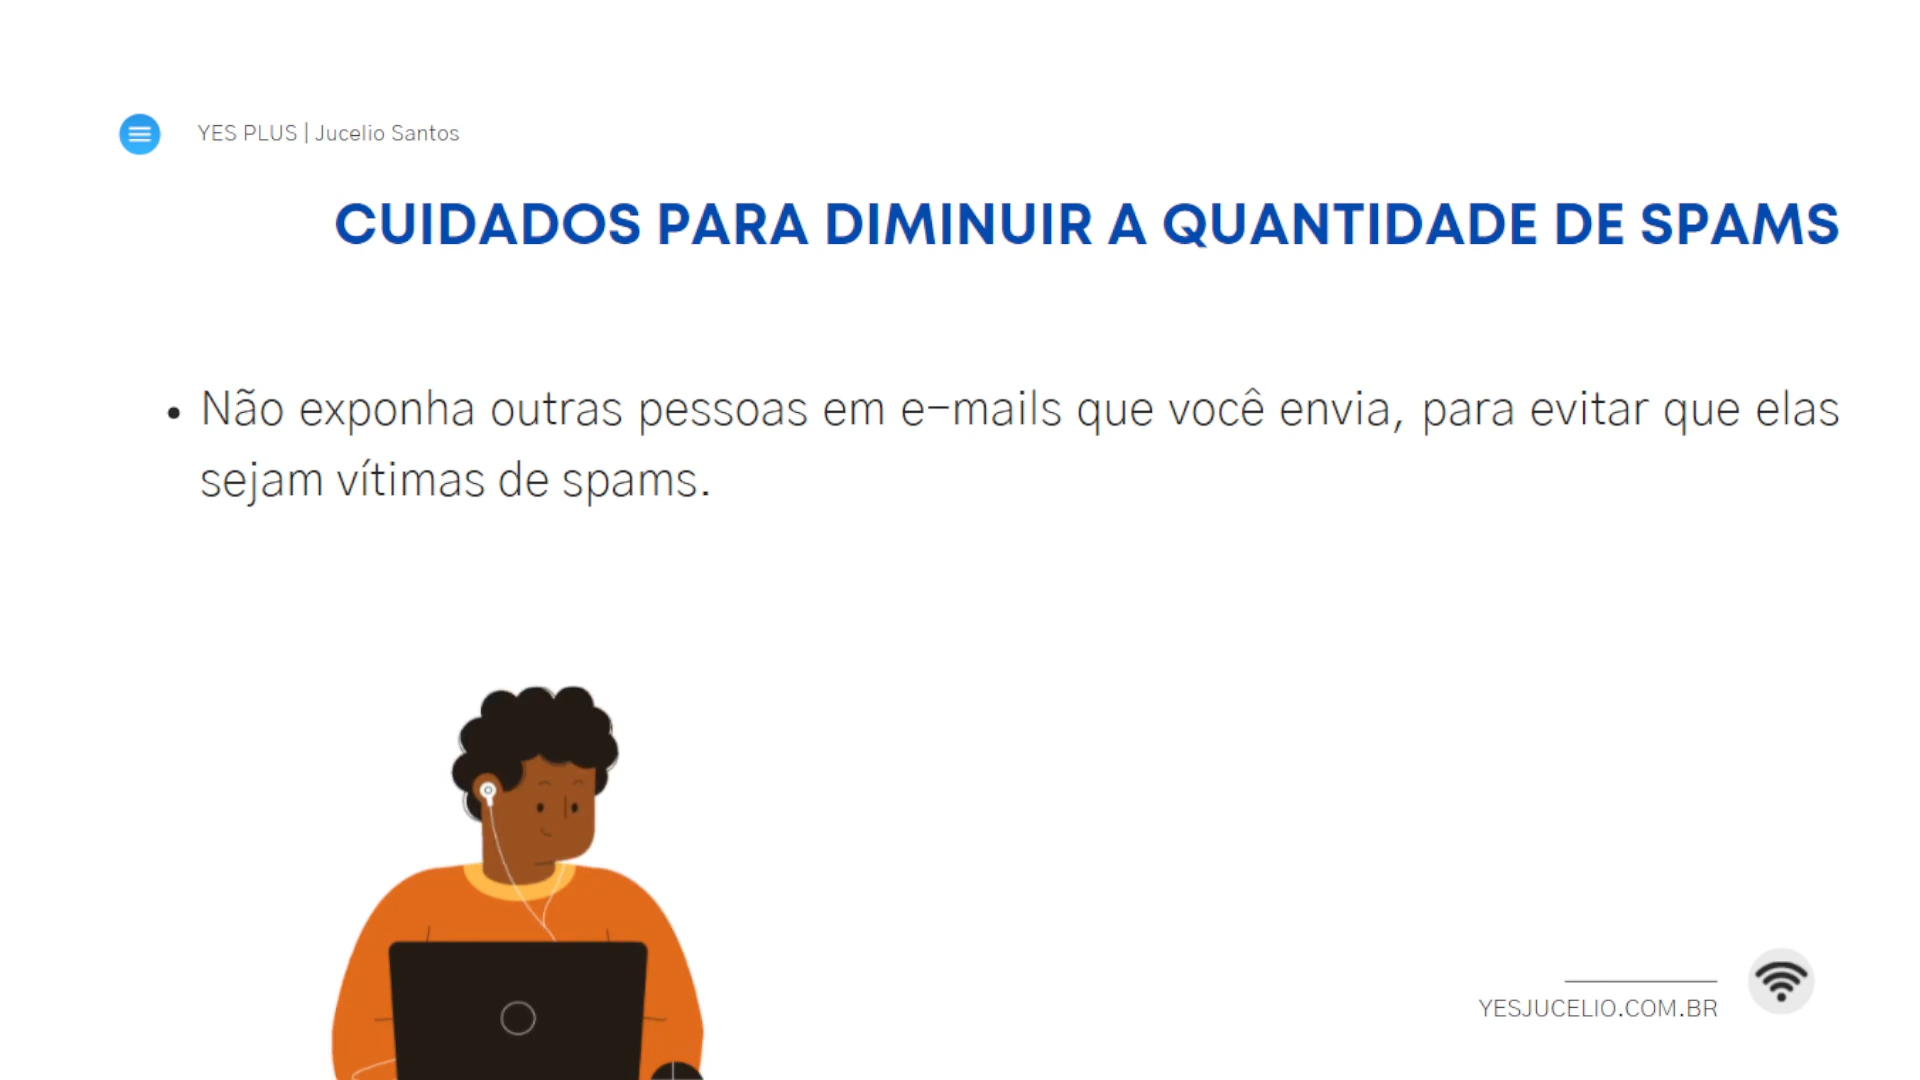 YES PLUS | Jucelio Santos
CUIDADOS PARA DIMINUIR A QUANTIDADE DE SPAMS
• Não exponha outras pessoas em e-mails que você envia, para evitar que elas
sejam vítimas de spams.
YESJUCELIO.COM.BR